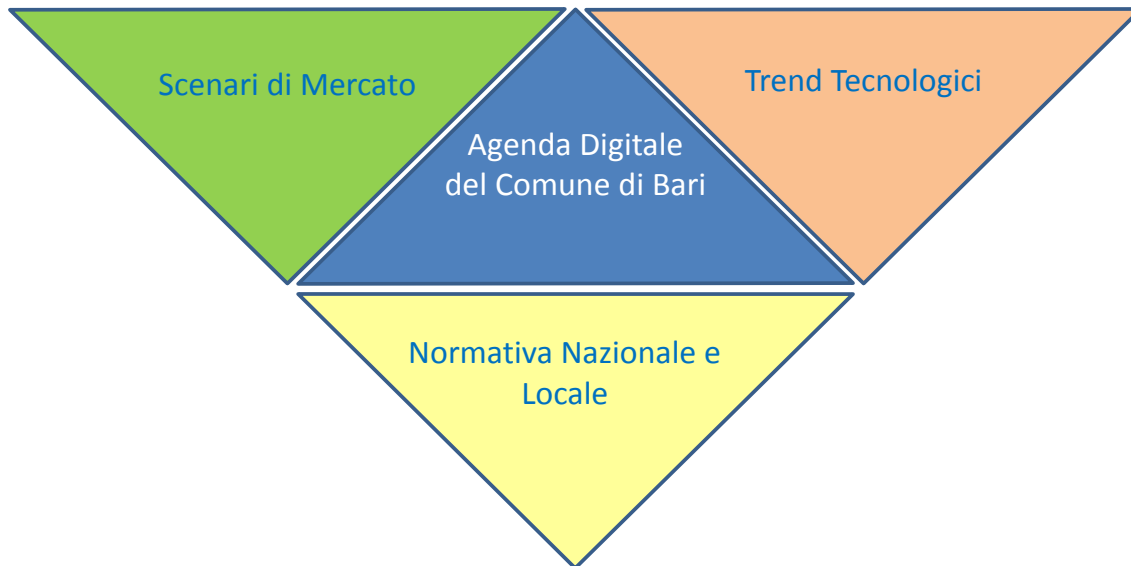 Scenari di Mercato
Trend Tecnologici
Agenda Digitale
del Comune di Bari
Normativa Nazionale e
Locale